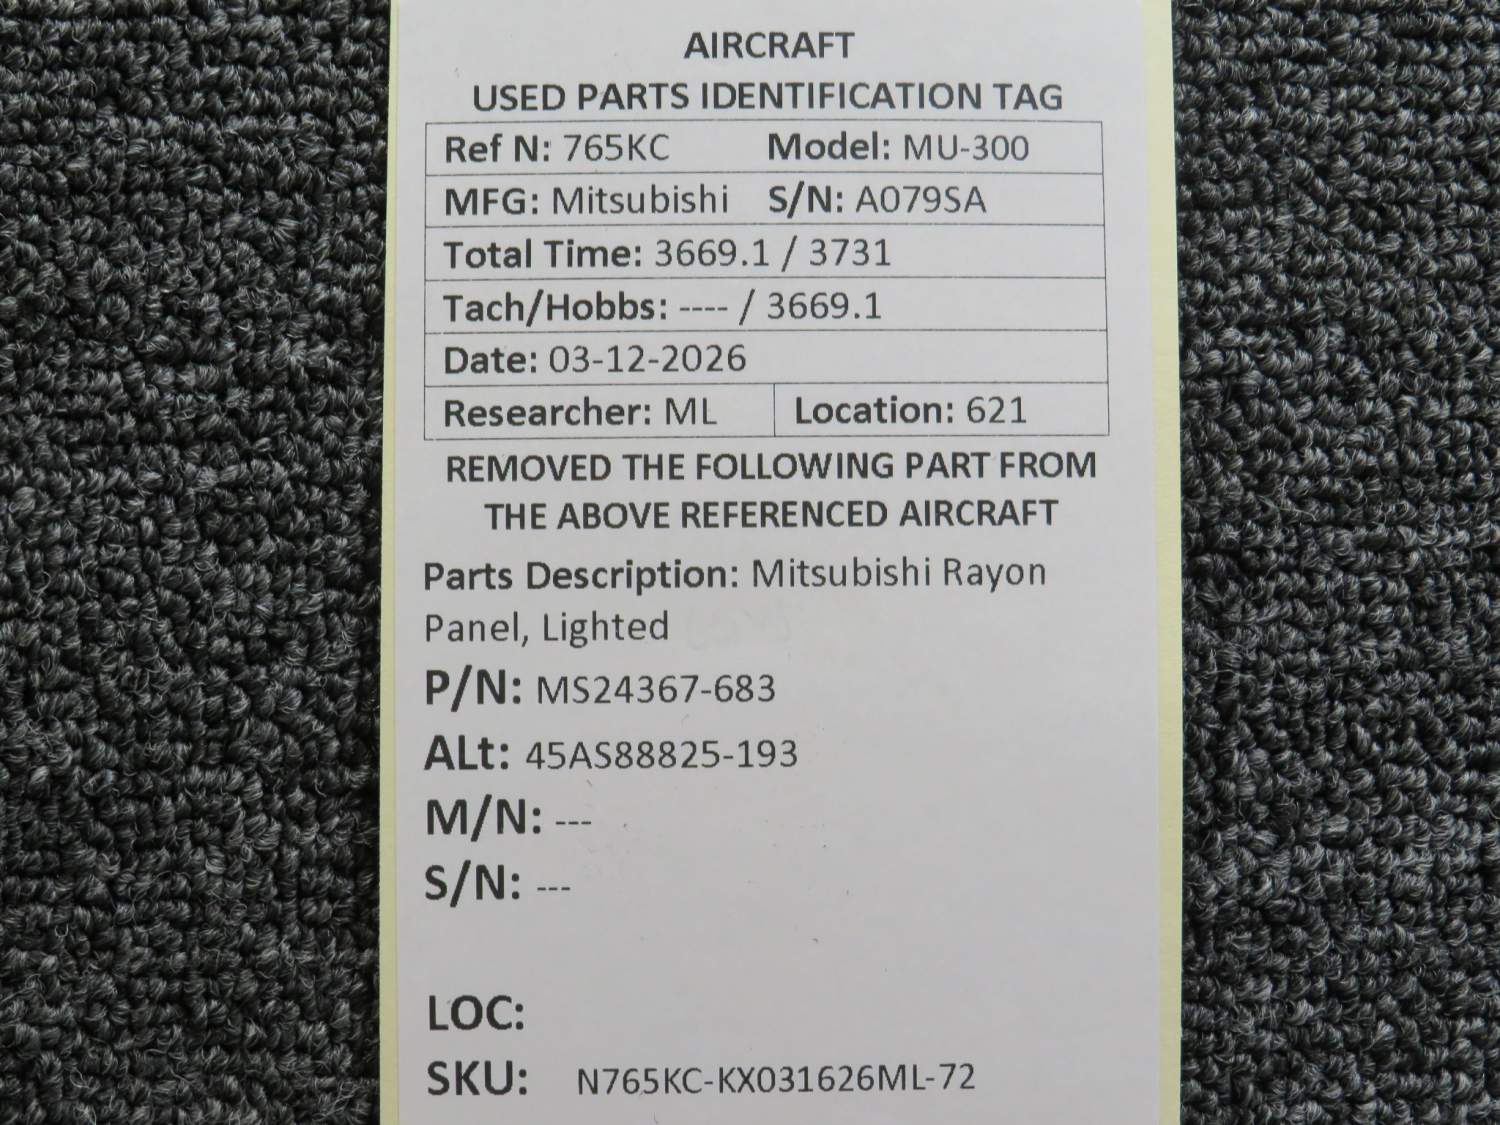 AIRCRAFT
USED PARTS IDENTIFICATION TAG
Ref N: 765KC Model: MU-300
MFG: Mitsubishi S/N: A079SA
Total Time: 3669.1 / 3731
Tach/Hobbs: ---- / 3669.1
Date: 03-12-2026
Researcher: ML Location: 621
REMOVED THE FOLLOWING PART FROM
THE ABOVE REFERENCED AIRCRAFT
Parts Description: Mitsubishi Rayon
Panel, Lighted
P/N: MS24367-683
ALt: 45AS88825-193
M/N: ---
S/N: ---
LOC:
SKU: N765KC-KX031626ML-72